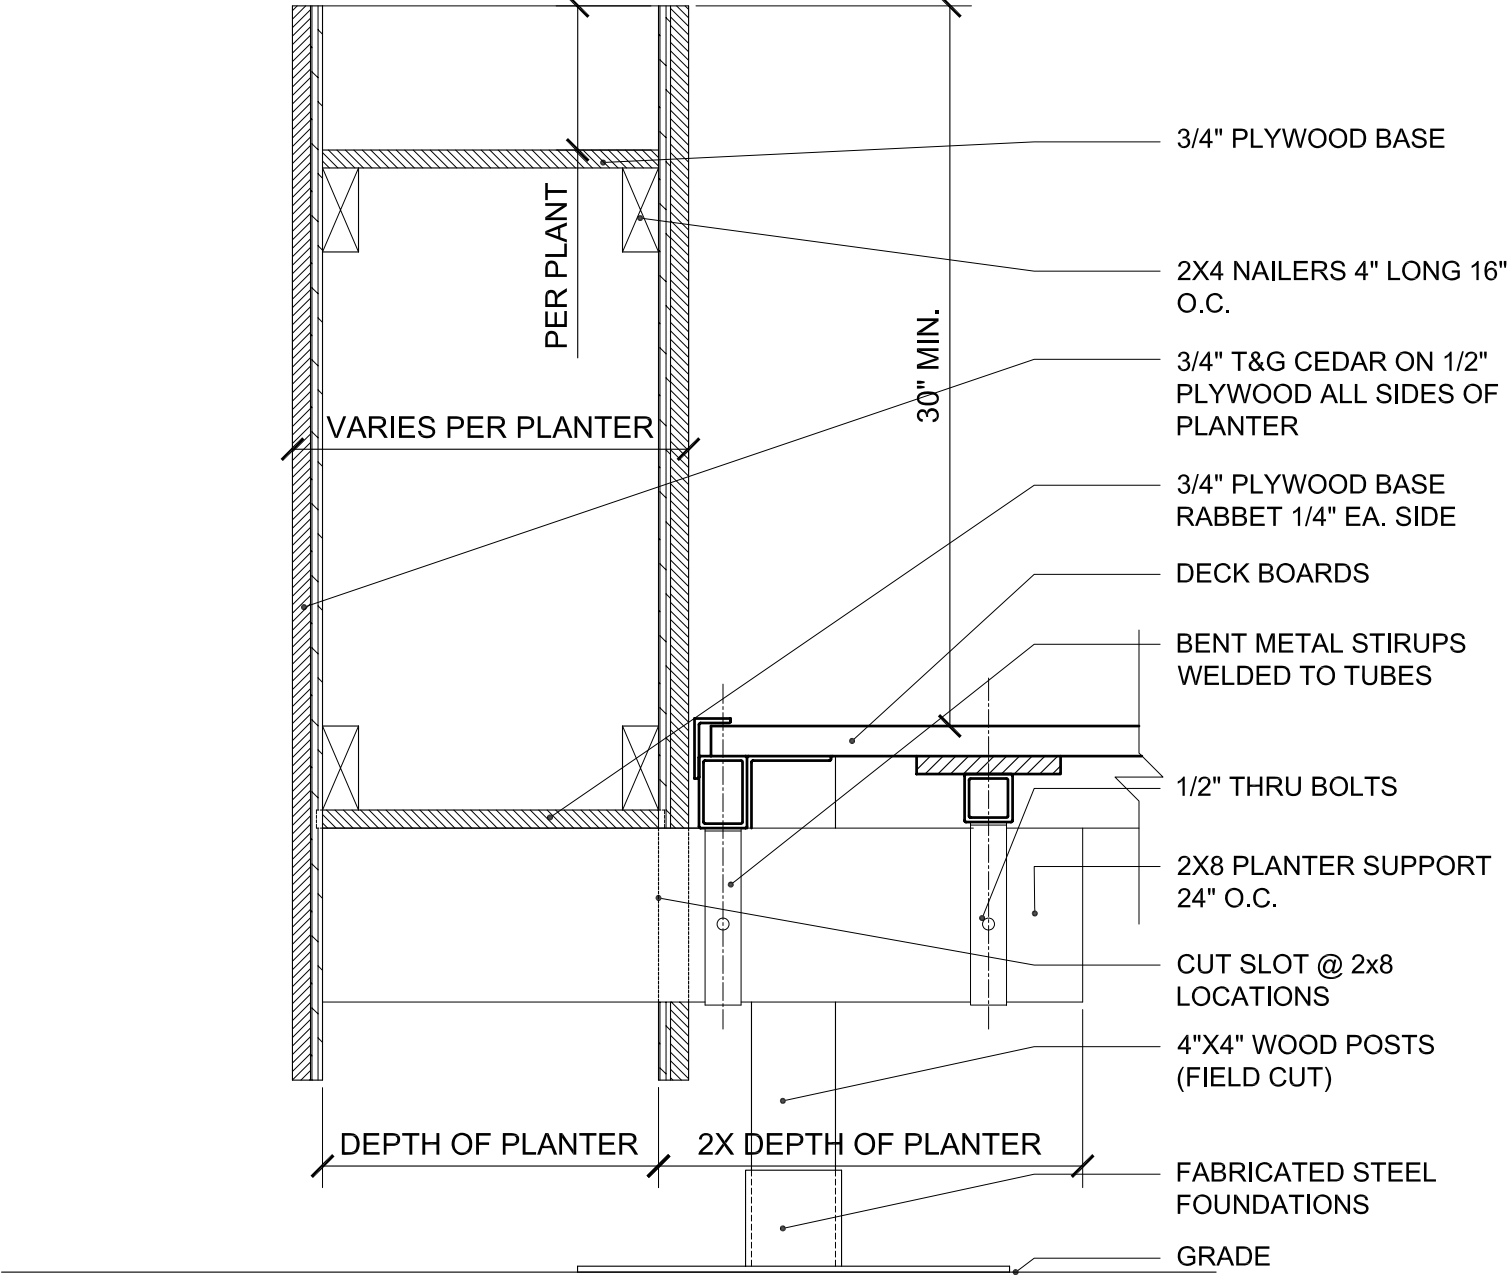 3/4" PLYWOOD BASE
PER PLANT
2X4 NAILERS 4" LONG 16"
O.C.
30" MIN.
3/4" T&G CEDAR ON 1/2"
PLYWOOD ALL SIDES OF
PLANTER
VARIES PER PLANTER
3/4" PLYWOOD BASE
RABBET 1/4" EA. SIDE
DECK BOARDS
BENT METAL STIRUPS
WELDED TO TUBES
1/2" THRU BOLTS
2X8 PLANTER SUPPORT
24" O.C.
CUT SLOT @ 2x8
LOCATIONS
4"X4" WOOD POSTS
(FIELD CUT)
DEPTH OF PLANTER
2X DEPTH OF PLANTER
FABRICATED STEEL
FOUNDATIONS
GRADE